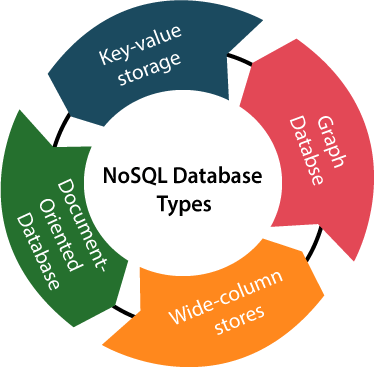 Key-value
storage
Graph
Databse
NoSQL Database
Types
Document-
Oriented
Database
Wide-column
stores